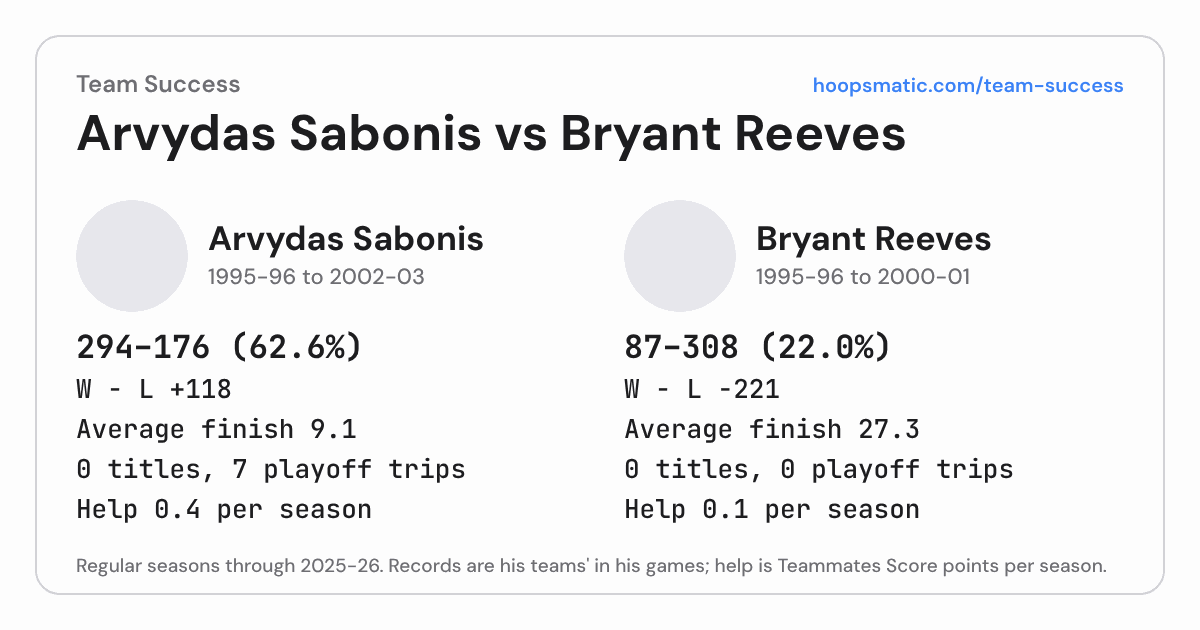 Team Success
hoopsmatic.com/team-success
Arvydas Sabonis vs Bryant Reeves
Arvydas Sabonis
1995-96 to 2002-03
294-176 (62.6%)
W - L +118
Average finish 9.1
0 titles, 7 playoff trips
Help 0.4 per season
Bryant Reeves
1995-96 to 2000-01
87-308 (22.0%)
W - L -221
Average finish 27.3
0 titles, 0 playoff trips
Help 0.1 per season
Regular seasons through 2025-26. Records are his teams' in his games; help is Teammates Score points per season.